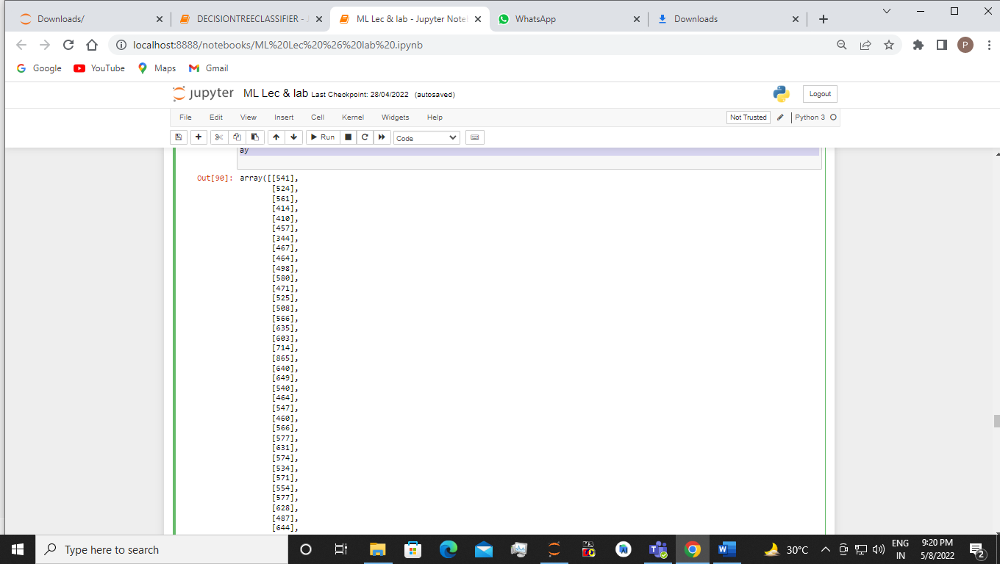 Downloads/
DECISIONTREECLASSIFIER - J
ML Lec & lab - Jupyter Note
WhatsApp
Downloads
localhost:8888/notebooks/ML%20Lec%20%26%20lab%20.ipynb
P
Google
YouTube
Maps
Gmail
jupyter ML Lec & lab Last Checkpoint: 28/04/2022 (autosaved)
Logout
File Edit View Insert Cell Kernel Widgets Help
Not Trusted
Python 3
Run
Code
ay
Out[90]: array([[541],
[524],
[561],
[414],
[410],
[457],
[344],
[467],
[464],
[498],
[580],
[471],
[525],
[508],
[566],
[635],
[603],
[714],
[865],
[640],
[649],
[540],
[464],
[547],
[460],
[566],
[577],
[631],
[574],
[534],
[571],
[554],
[577],
[628],
[487],
[644],
Type here to search
30°C
ENG
IN
9:20 PM
5/8/2022
2